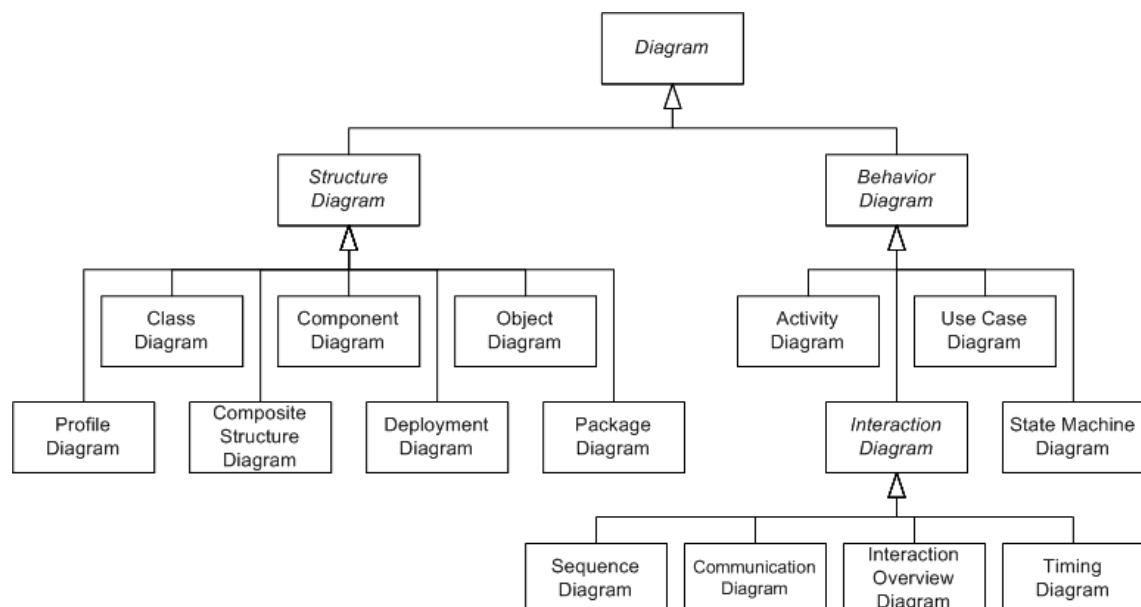 Diagram
Structure
Diagram
Behavior
Diagram
Class
Diagram
Component
Diagram
Object
Diagram
Activity
Diagram
Use Case
Diagram
Profile
Diagram
Composite
Structure
Diagram
Deployment
Diagram
Package
Diagram
Interaction
Diagram
State Machine
Diagram
Sequence
Diagram
Communication
Diagram
Interaction
Overview
Diagram
Timing
Diagram